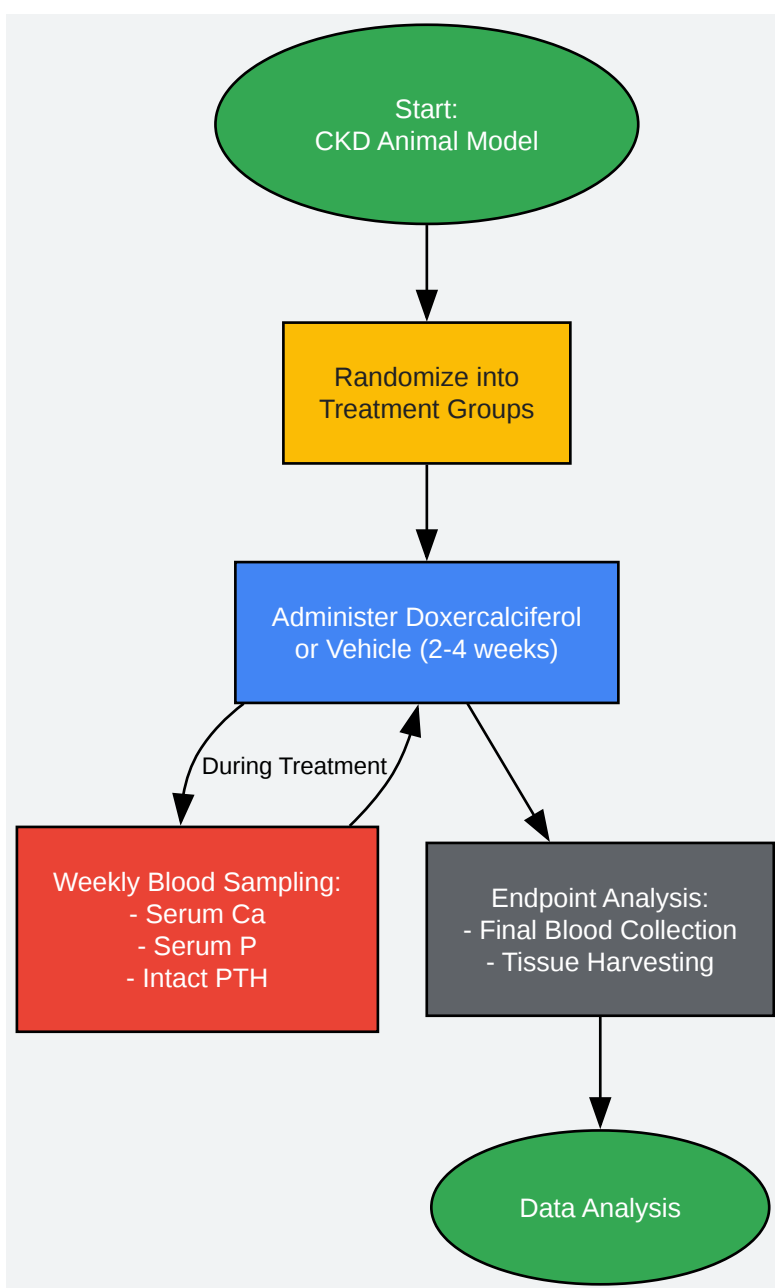 Start:
CKD Animal Model
Randomize into
Treatment Groups
Administer Doxercalciferol
or Vehicle (2-4 weeks)
During Treatment
Weekly Blood Sampling:
- Serum Ca
- Serum P
- Intact PTH
Endpoint Analysis:
- Final Blood Collection
- Tissue Harvesting
Data Analysis